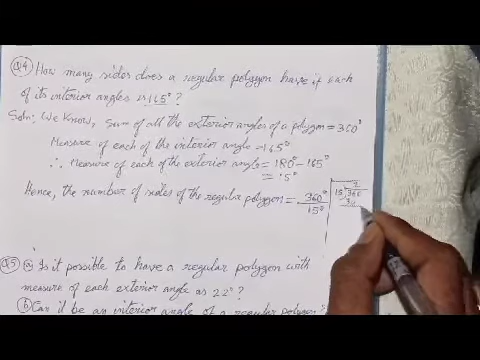 Q4 How many sides does a regular polygon have if each
of its interior angles is 165°?
Soln: We know, Sum of all the exterior angles of a polygon = 360°
Measure of each of the interior angle = 165°
∴ Measure of each of the exterior angle = 180° - 165°
= 15°
Hence, the number of sides of the regular polygon = 360° / 15°
2
15 360
30
Q5 a Is it possible to have a regular polygon with
measure of each exterior angle as 22°?
b Can it be an interior angle of a regular polygon